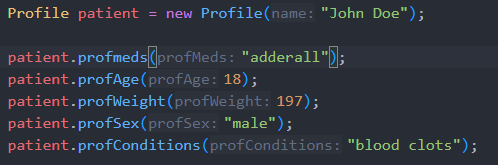 Profile patient = new Profile(name:"John Doe");
patient.profmeds(profMeds:"adderall");
patient.profAge(profAge:18);
patient.profWeight(profWeight:197);
patient.profSex(profSex:"male");
patient.profConditions(profConditions:"blood clots");